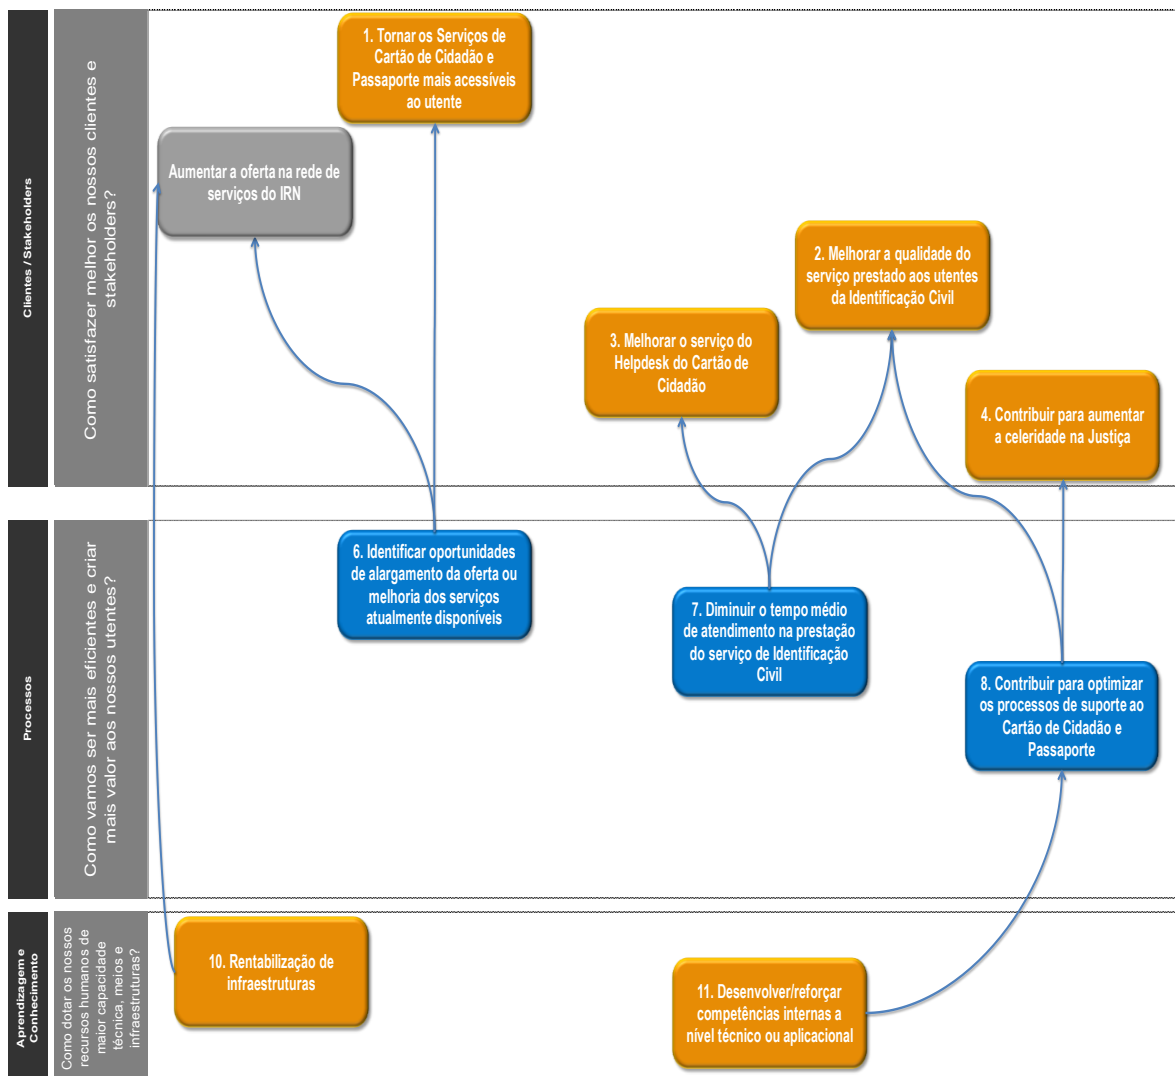 Clientes / Stakeholders
Como satisfazer melhor os nossos clientes e
stakeholders?
1. Tornar os Serviços de
Cartão de Cidadão e
Passaporte mais acessíveis
ao utente
Aumentar a oferta na rede de
serviços do IRN
2. Melhorar a qualidade do
serviço prestado aos utentes
da Identificação Civil
3. Melhorar o serviço do
Helpdesk do Cartão de
Cidadão
4. Contribuir para aumentar
a celeridade na Justiça
Processos
Como vamos ser mais eficientes e criar
mais valor aos nossos utentes?
6. Identificar oportunidades
de alargamento da oferta ou
melhoria dos serviços
atualmente disponíveis
7. Diminuir o tempo médio
de atendimento na prestação
do serviço de Identificação
Civil
8. Contribuir para optimizar
os processos de suporte ao
Cartão de Cidadão e
Passaporte
Aprendizagem e
Conhecimento
Como dotar os nossos
recursos humanos de
maior capacidade
técnica, meios e
infraestruturas?
10. Rentabilização de
infraestruturas
11. Desenvolver/reforçar
competências internas a
nível técnico ou aplicacional